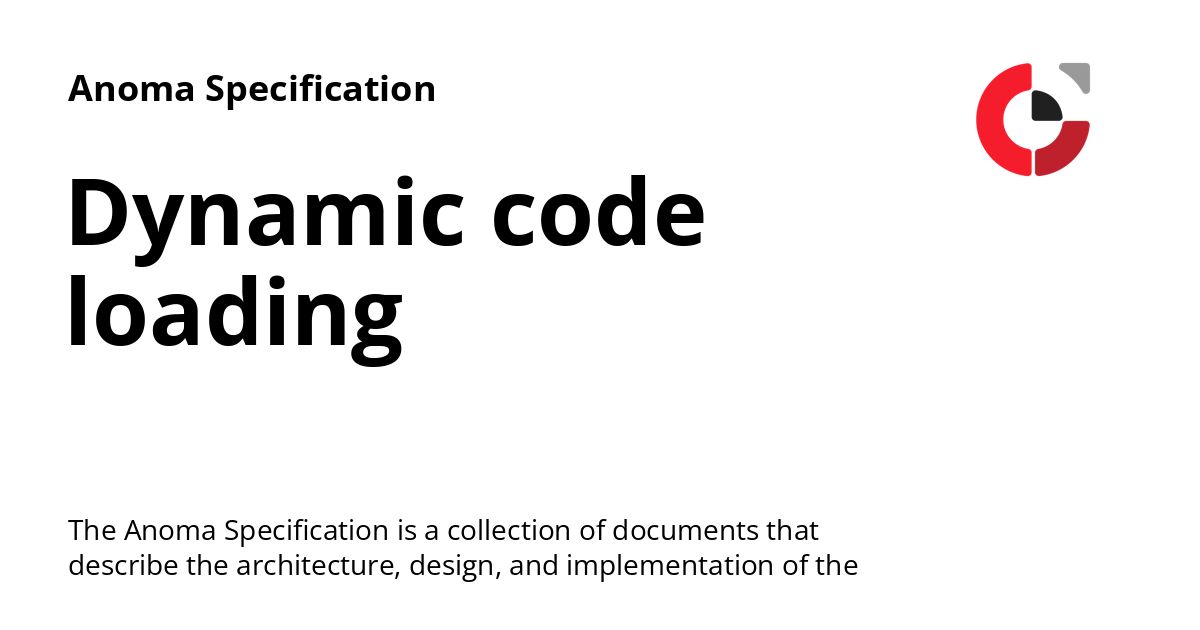 Anoma Specification
Dynamic code
loading
The Anoma Specification is a collection of documents that
describe the architecture, design, and implementation of the